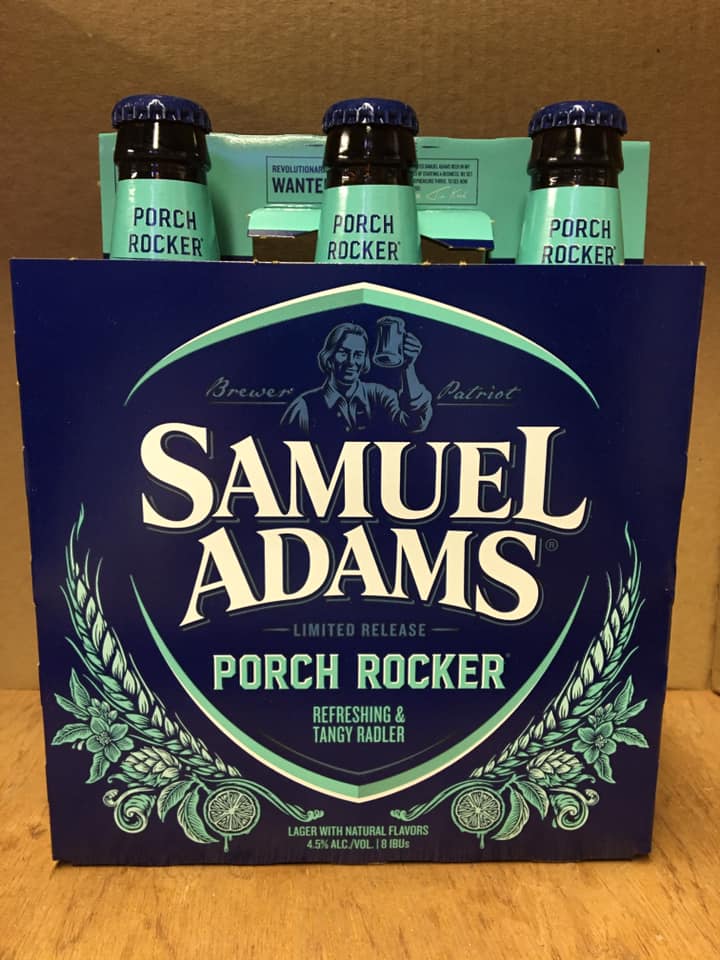 REVOLUTIONAR
WANTE
PORCH
ROCKER
PORCH
ROCKER
PORCH
ROCKER
Brewer Patriot
SAMUEL
ADAMS®
LIMITED RELEASE
PORCH ROCKER
REFRESHING &
TANGY RADLER
LAGER WITH NATURAL FLAVORS
4.5% ALC./VOL. | 8 IBUs